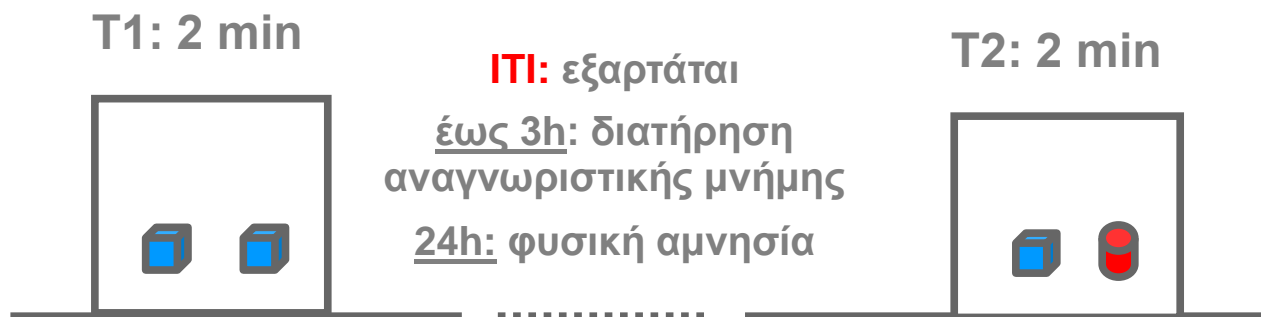 T1: 2 min
ITI: εξαρτάται
έως 3h: διατήρηση
αναγνωριστικής μνήμης
24h: φυσική αμνησία
T2: 2 min